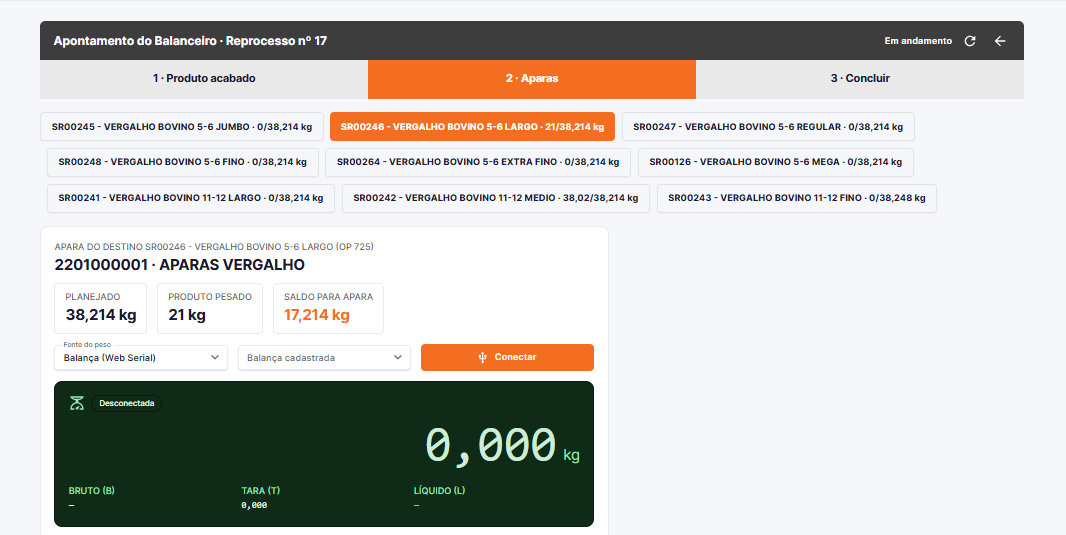 Apontamento do Balanceiro · Reprocesso nº 17
Em andamento
1 · Produto acabado
2 · Aparas
3 · Concluir
SR00245 - VERGALHO BOVINO 5-6 JUMBO · 0/38,214 kg
SR00246 - VERGALHO BOVINO 5-6 LARGO · 21/38,214 kg
SR00247 - VERGALHO BOVINO 5-6 REGULAR · 0/38,214 kg
SR00248 - VERGALHO BOVINO 5-6 FINO · 0/38,214 kg
SR00264 - VERGALHO BOVINO 5-6 EXTRA FINO · 0/38,214 kg
SR00126 - VERGALHO BOVINO 5-6 MEGA · 0/38,214 kg
SR00241 - VERGALHO BOVINO 11-12 LARGO · 0/38,214 kg
SR00242 - VERGALHO BOVINO 11-12 MEDIO · 38,02/38,214 kg
SR00243 - VERGALHO BOVINO 11-12 FINO · 0/38,248 kg
APARA DO DESTINO SR00246 - VERGALHO BOVINO 5-6 LARGO (OP 725)
2201000001 · APARAS VERGALHO
PLANEJADO
38,214 kg
PRODUTO PESADO
21 kg
SALDO PARA APARA
17,214 kg
Fonte do peso
Balança (Web Serial)
Balança cadastrada
Conectar
Desconectada
0,000 kg
BRUTO (B)
–
TARA (T)
0,000
LÍQUIDO (L)
–